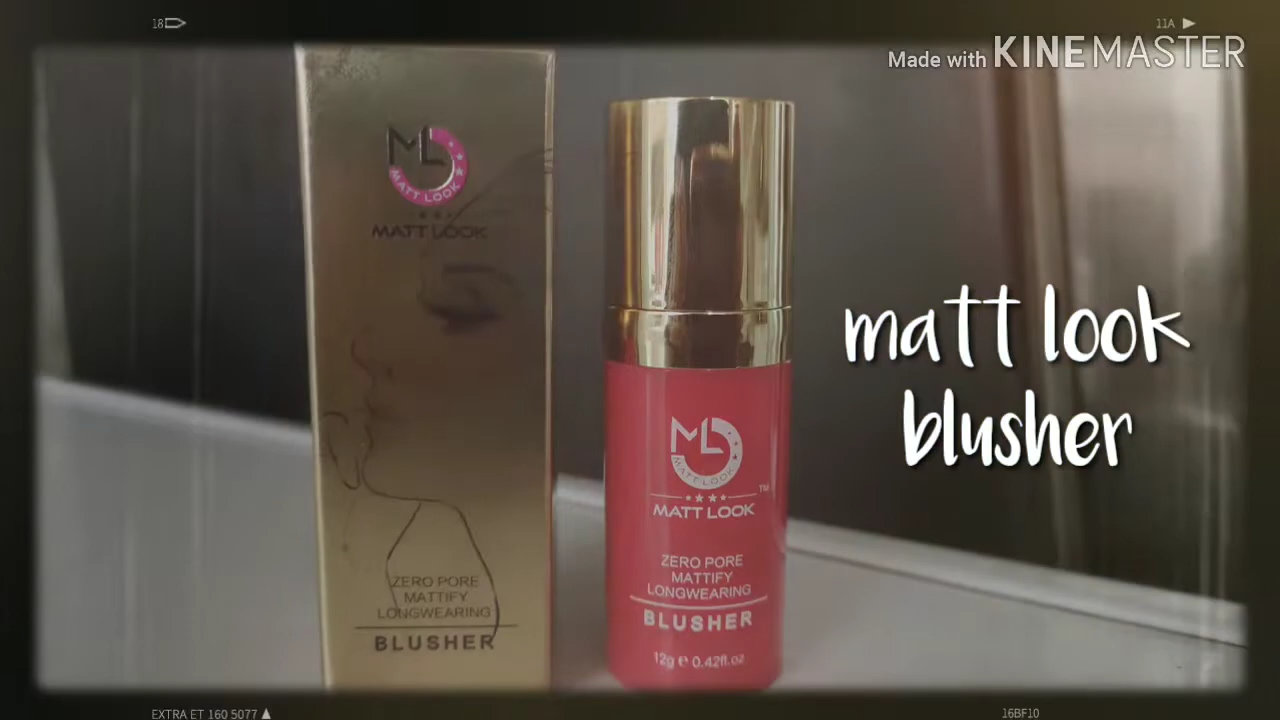 18
11A
Made with KINEMASTER
ML
MATT LOOK
MATT LOOK
ZERO PORE
MATTIFY
LONGWEARING
BLUSHER
ML
MATT LOOK
TM
MATT LOOK
ZERO PORE
MATTIFY
LONGWEARING
BLUSHER
12g e 0.42fl.oz
matt look
blusher
EXTRA ET 160 5077
16BF10